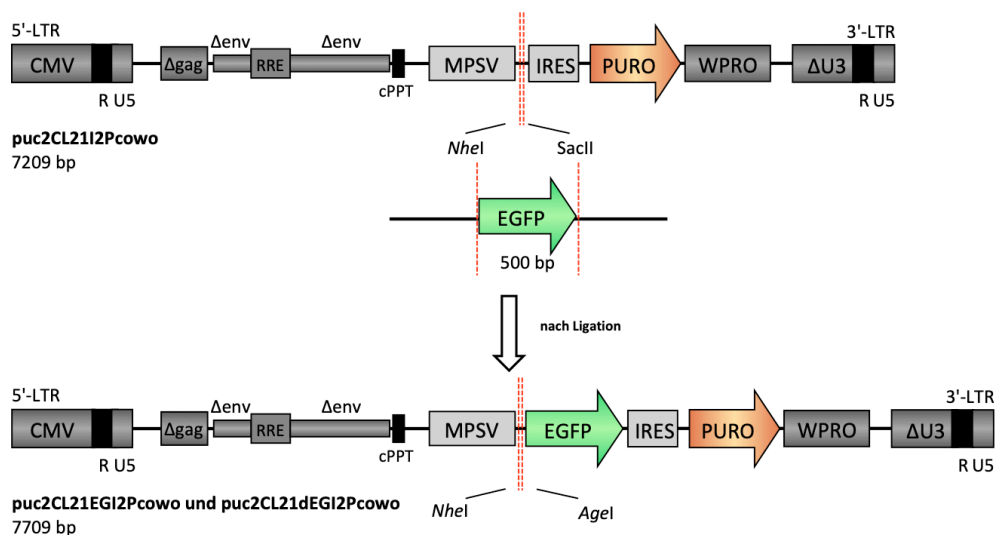 5'-LTR
3'-LTR
Δenv
Δenv
CMV
Δgag
RRE
MPSV
IRES
PURO
WPRO
ΔU3
R U5
cPPT
R U5
puc2CL21I2Pcowo
7209 bp
NheI
SacII
EGFP
500 bp
nach Ligation
5'-LTR
3'-LTR
Δenv
Δenv
CMV
Δgag
RRE
MPSV
EGFP
IRES
PURO
WPRO
ΔU3
R U5
cPPT
R U5
puc2CL21EGI2Pcowo und puc2CL21dEGI2Pcowo
7709 bp
NheI
AgeI